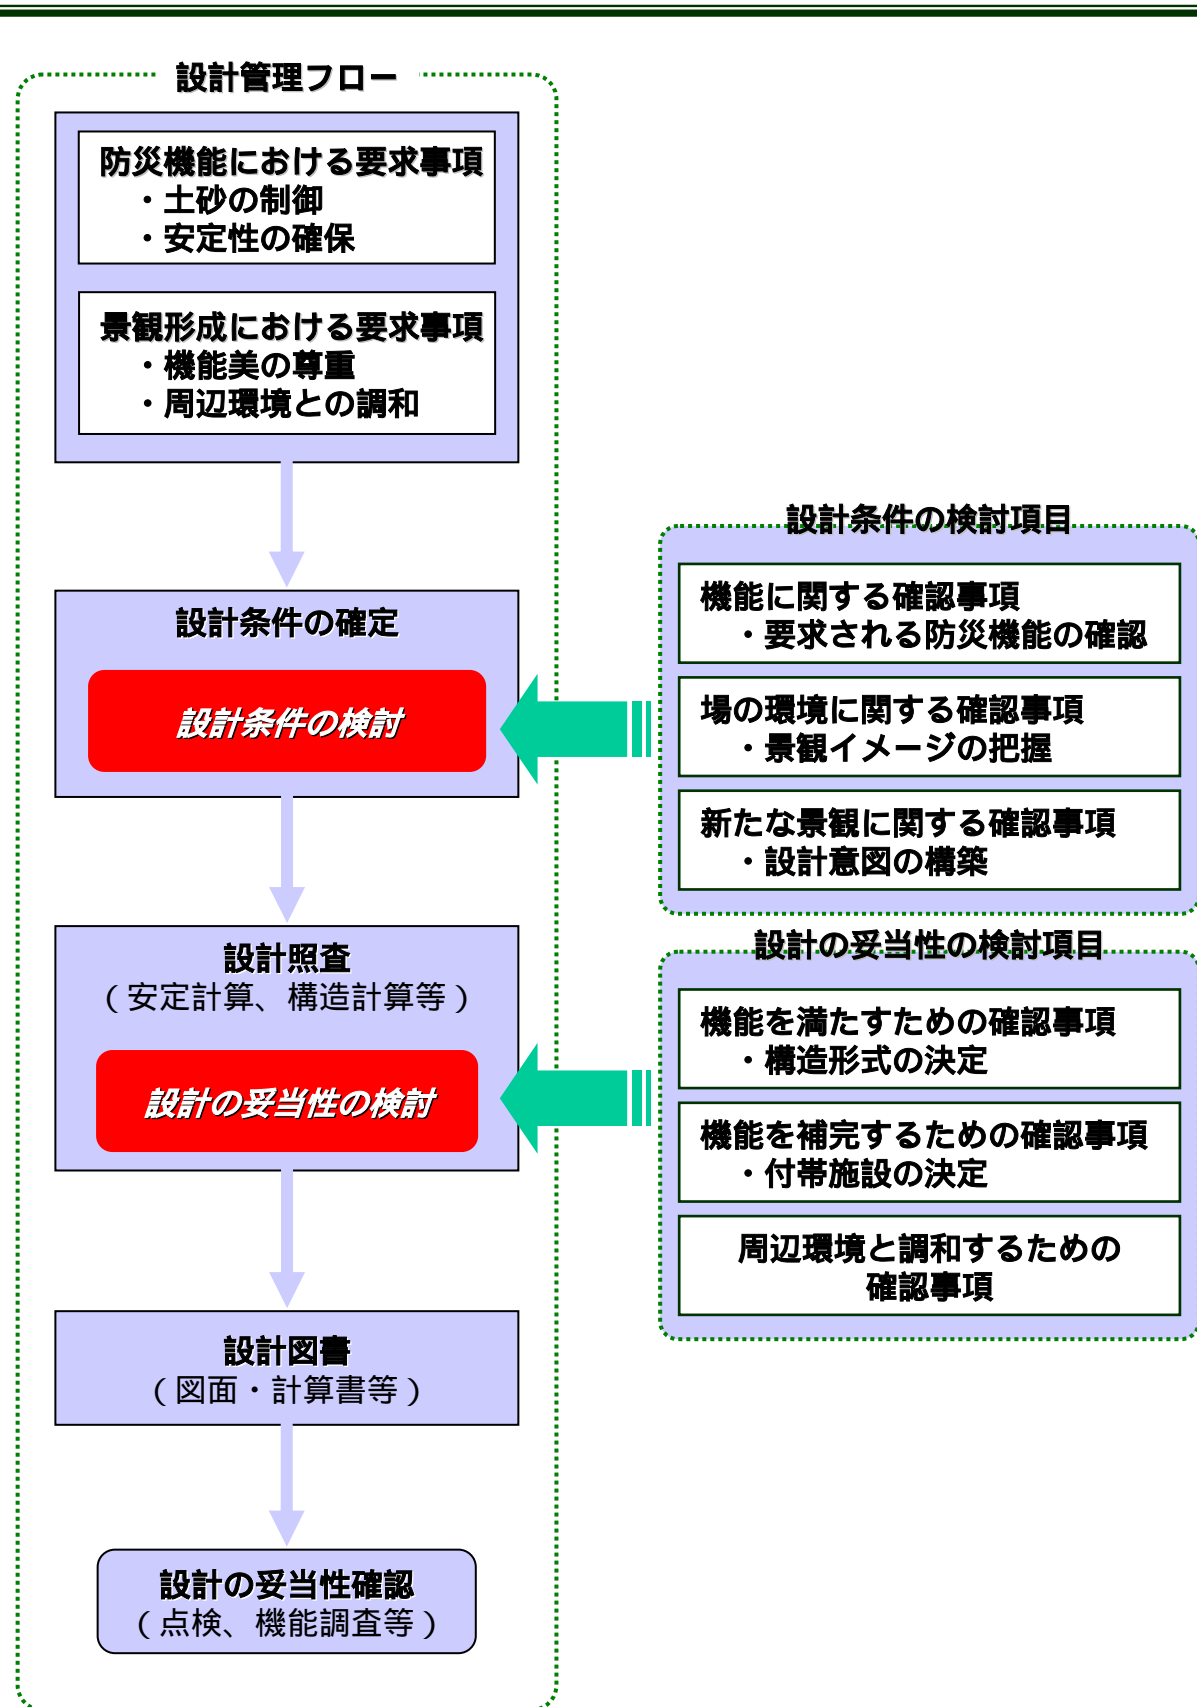 設計管理フロー
防災機能における要求事項
・土砂の制御
・安定性の確保
景観形成における要求事項
・機能美の尊重
・周辺環境との調和
設計条件の確定
設計条件の検討
設計照査
（安定計算、構造計算等）
設計の妥当性の検討
設計図書
（図面・計算書等）
設計の妥当性確認
（点検、機能調査等）
設計条件の検討項目
機能に関する確認事項
・要求される防災機能の確認
場の環境に関する確認事項
・景観イメージの把握
新たな景観に関する確認事項
・設計意図の構築
設計の妥当性の検討項目
機能を満たすための確認事項
・構造形式の決定
機能を補完するための確認事項
・付帯施設の決定
周辺環境と調和するための
確認事項